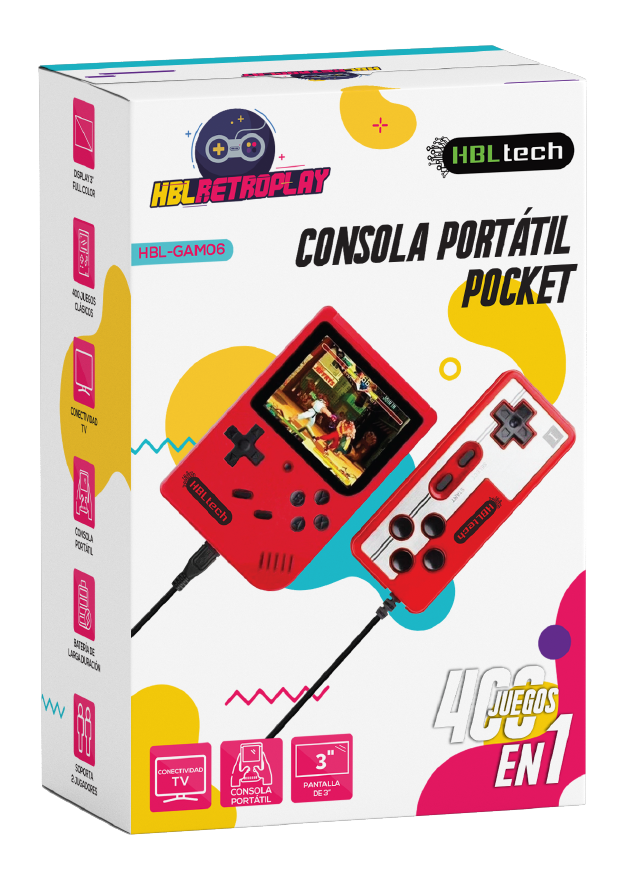 HBLRETROPLAY
HBLtech
HBL-GAM06
CONSOLA PORTÁTIL
POCKET
DISPLAY 3"
FULL COLOR
400 JUEGOS
CLÁSICOS
CONECTIVIDAD
TV
CONSOLA
PORTÁTIL
BATERÍA DE
LARGA DURACIÓN
SOPORTA
2 JUGADORES
HBLtech
START
HBLtech
400
JUEGOS
EN 1
CONECTIVIDAD
TV
CONSOLA
PORTÁTIL
3"
PANTALLA
DE 3"